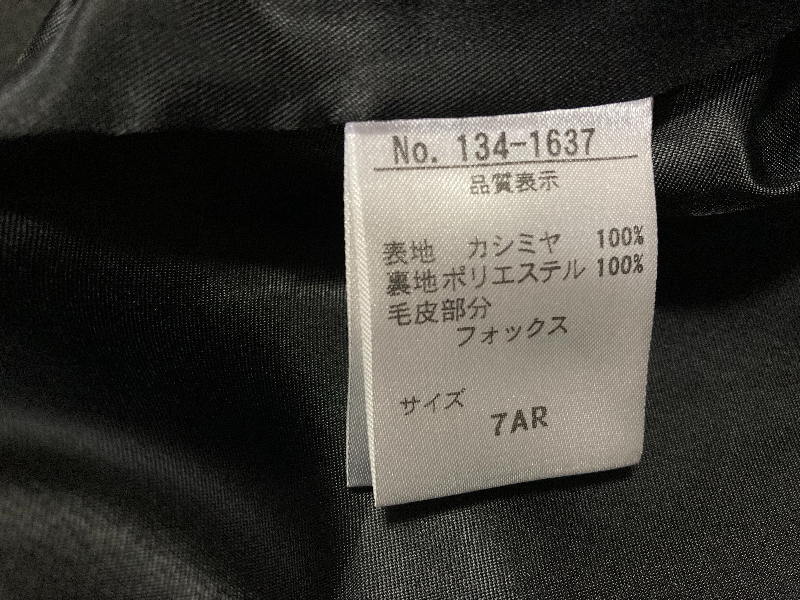 No. 134-1637
品質表示
表地 カシミヤ 100%
裏地ポリエステル 100%
毛皮部分
フォックス
サイズ
7AR